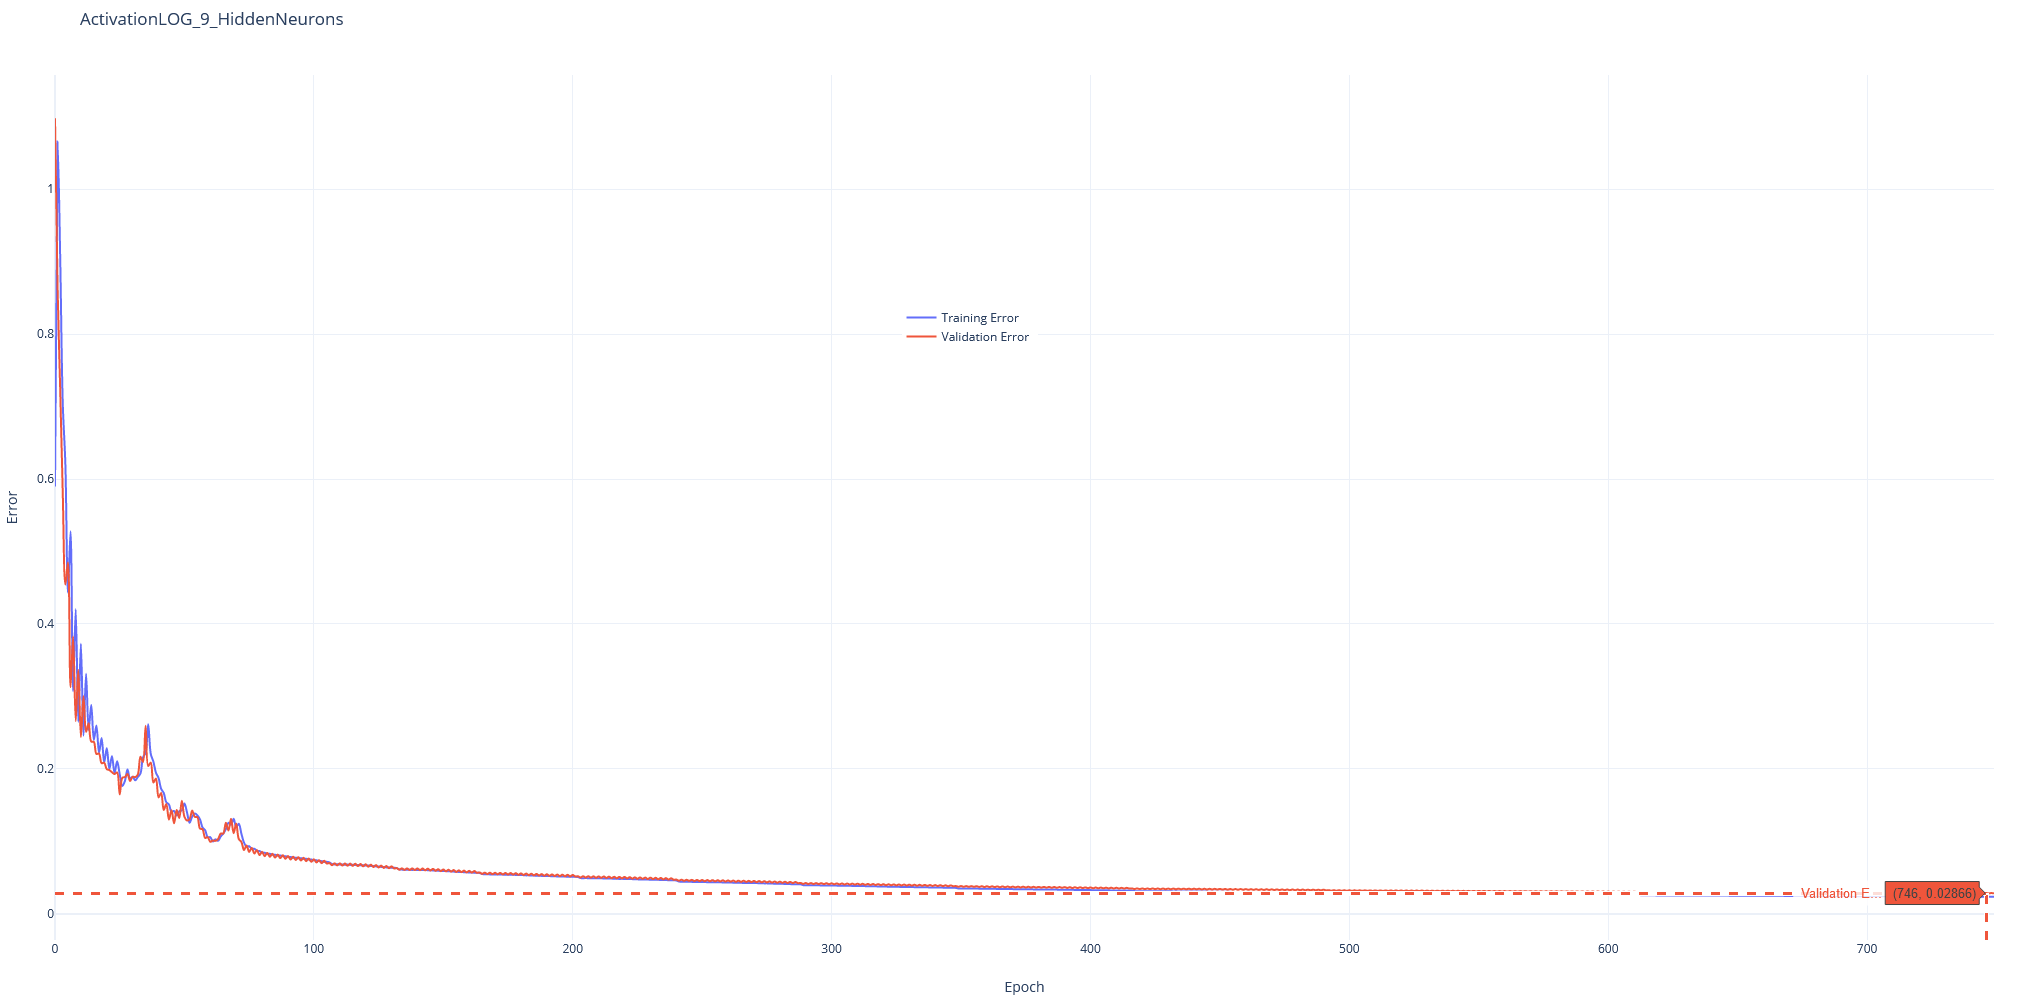 ActivationLOG_9_HiddenNeurons
1
0.8
Training Error
Validation Error
0.6
Error
0.4
0.2
Validation E... (746, 0.02866)
0
0 100 200 300 400 500 600 700
Epoch